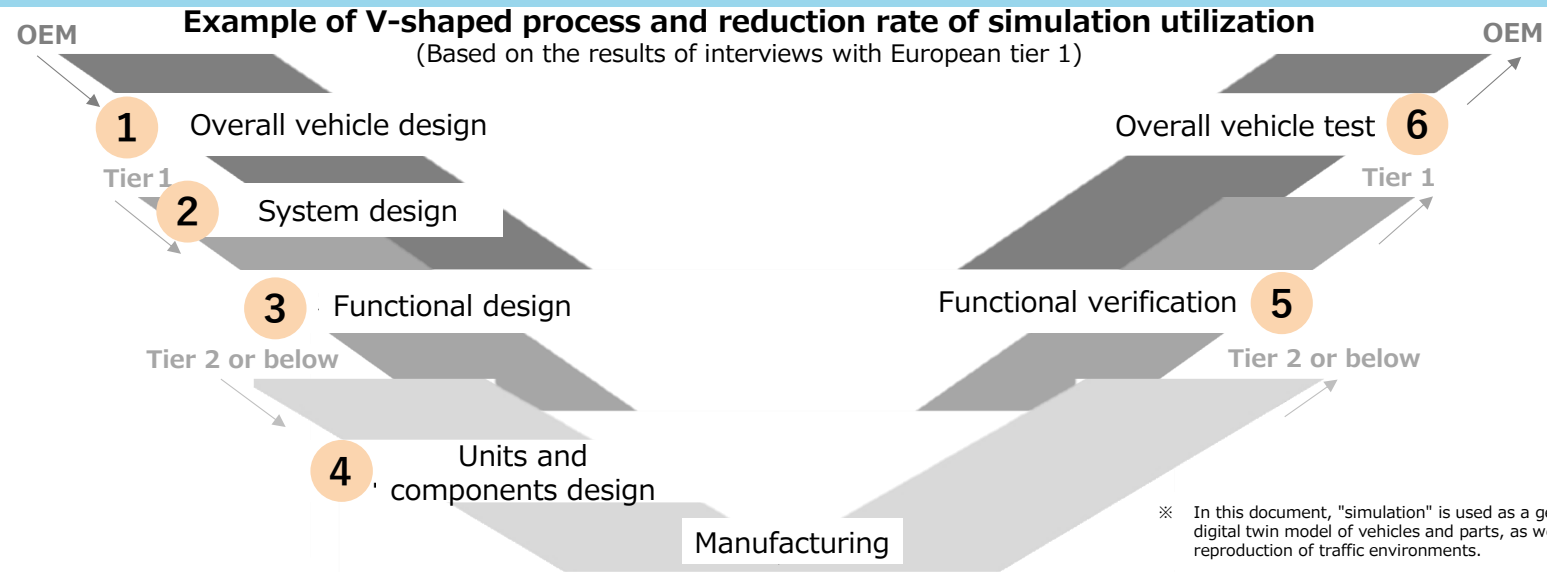 Example of V-shaped process and reduction rate of simulation utilization
(Based on the results of interviews with European tier 1)
OEM
OEM
1 Overall vehicle design
Overall vehicle test 6
Tier 1
Tier 1
2 System design
3 Functional design
Functional verification 5
Tier 2 or below
Tier 2 or below
4 Units and
components design
Manufacturing
※ In this document, "simulation" is used as a
digital twin model of vehicles and parts, as
reproduction of traffic environments.